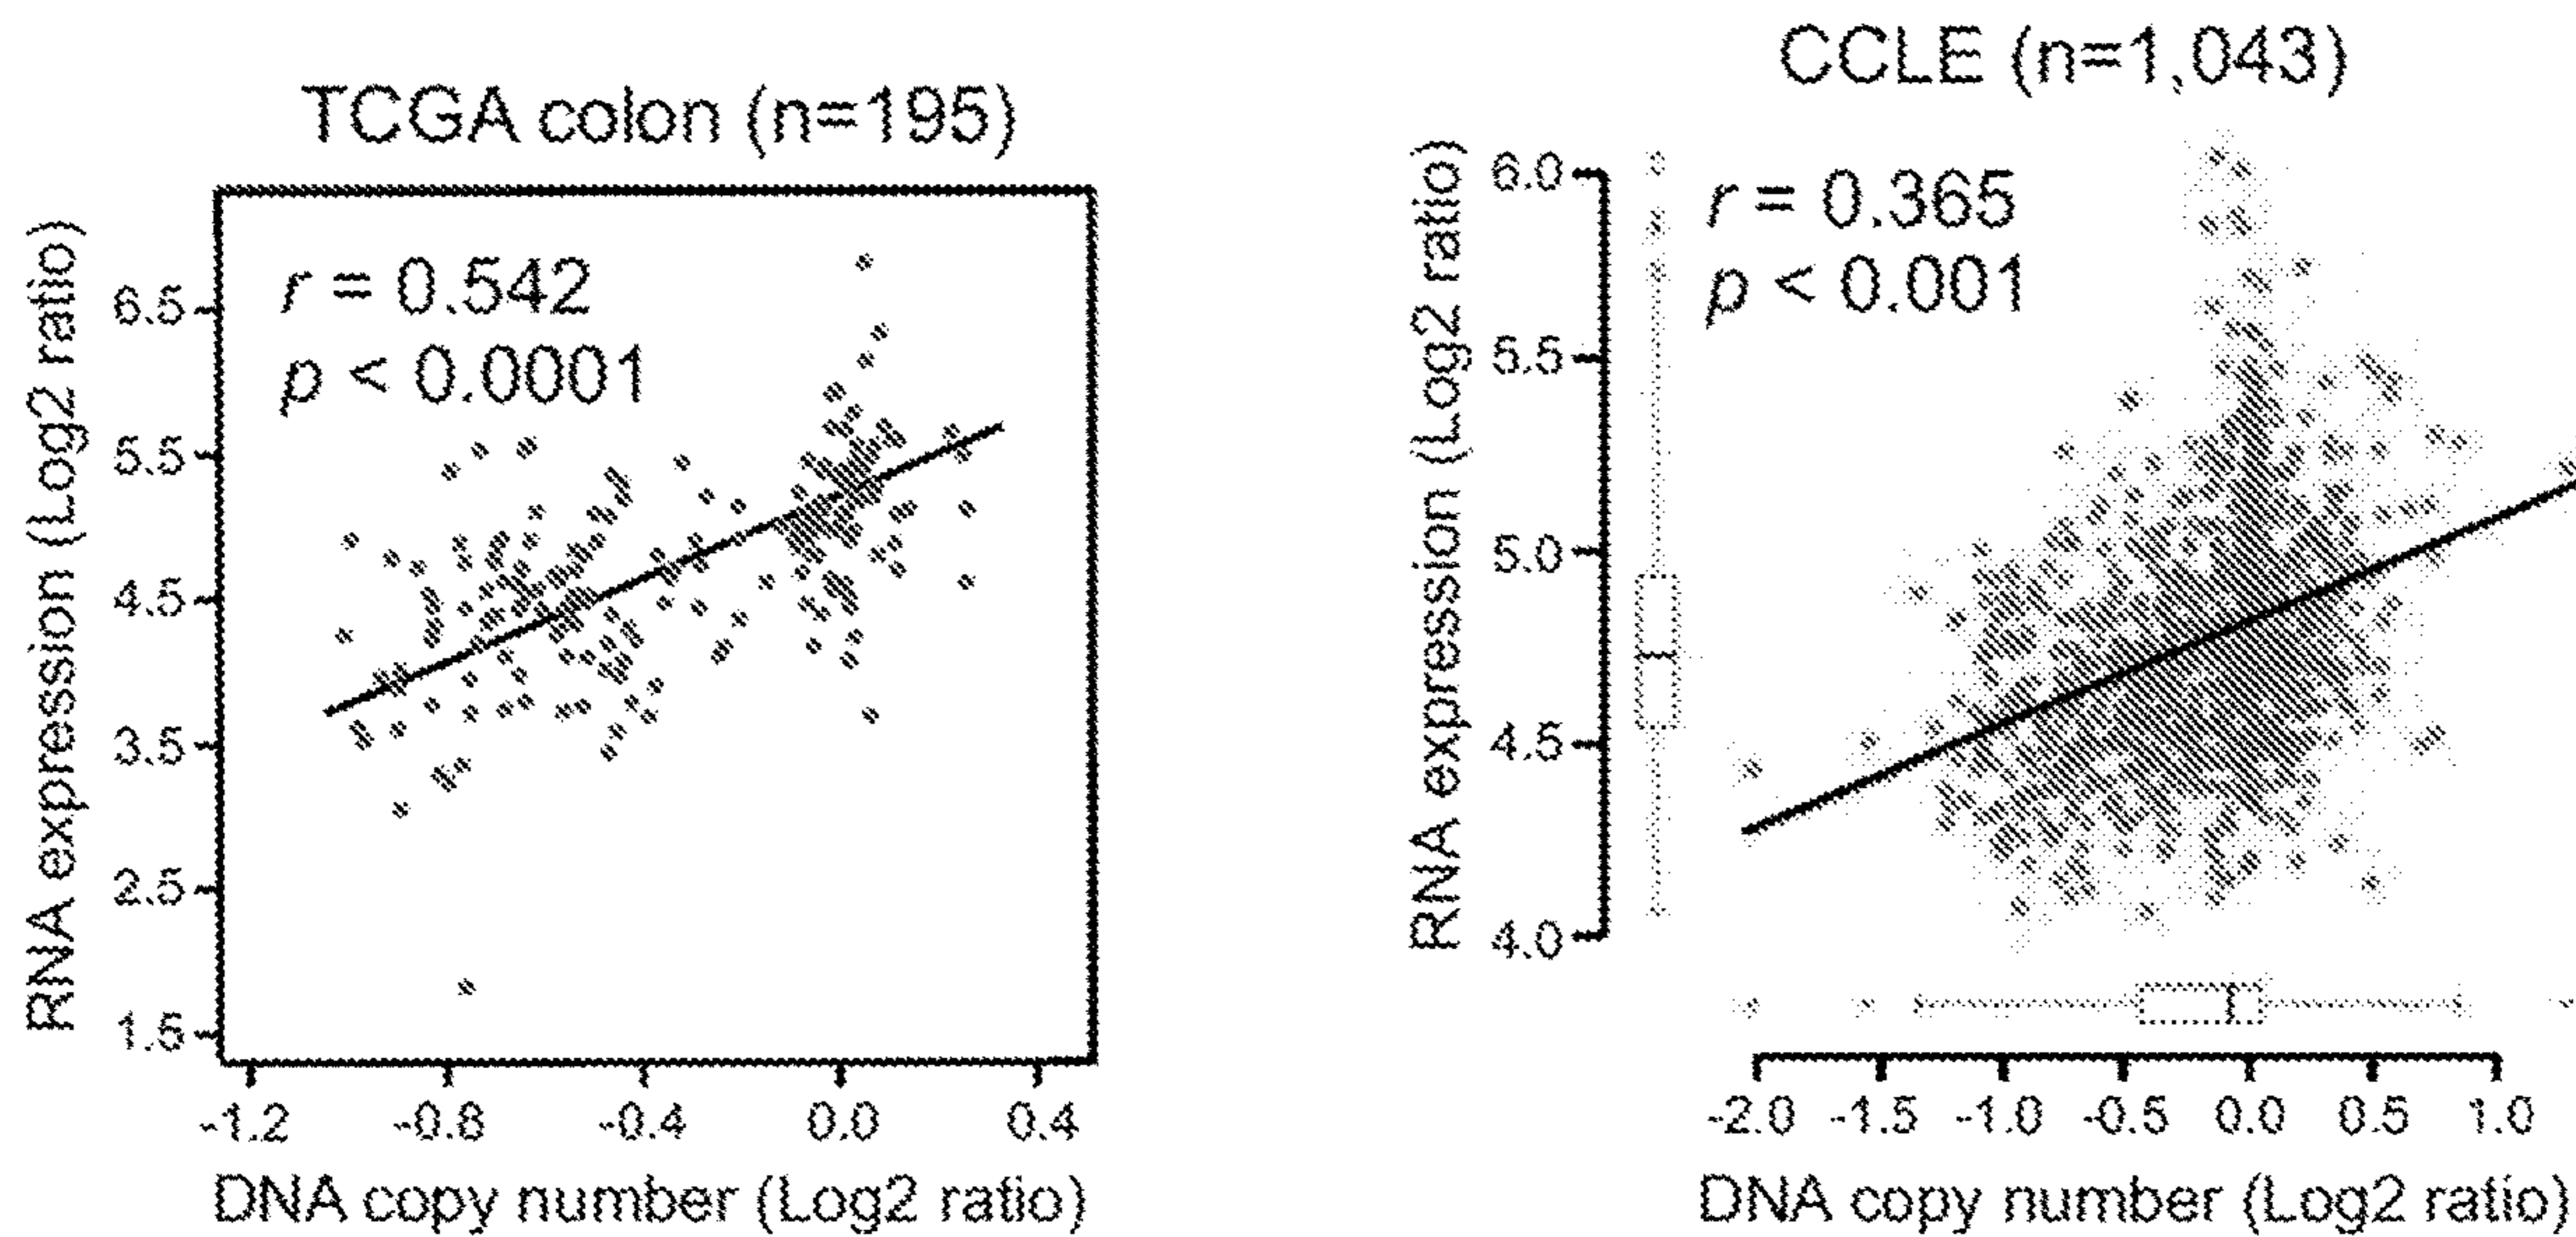 TCGA colon (n=195)
r = 0.542
p < 0.0001
RNA expression (Log2 ratio)
6.5
5.5
4.5
3.5
2.5
1.5
-1.2 -0.8 -0.4 0.0 0.4
DNA copy number (Log2 ratio)
CCLE (n=1,043)
r = 0.365
p < 0.001
RNA expression (Log2 ratio)
6.0
5.5
5.0
4.5
4.0
-2.0 -1.5 -1.0 -0.5 0.0 0.5 1.0
DNA copy number (Log2 ratio)